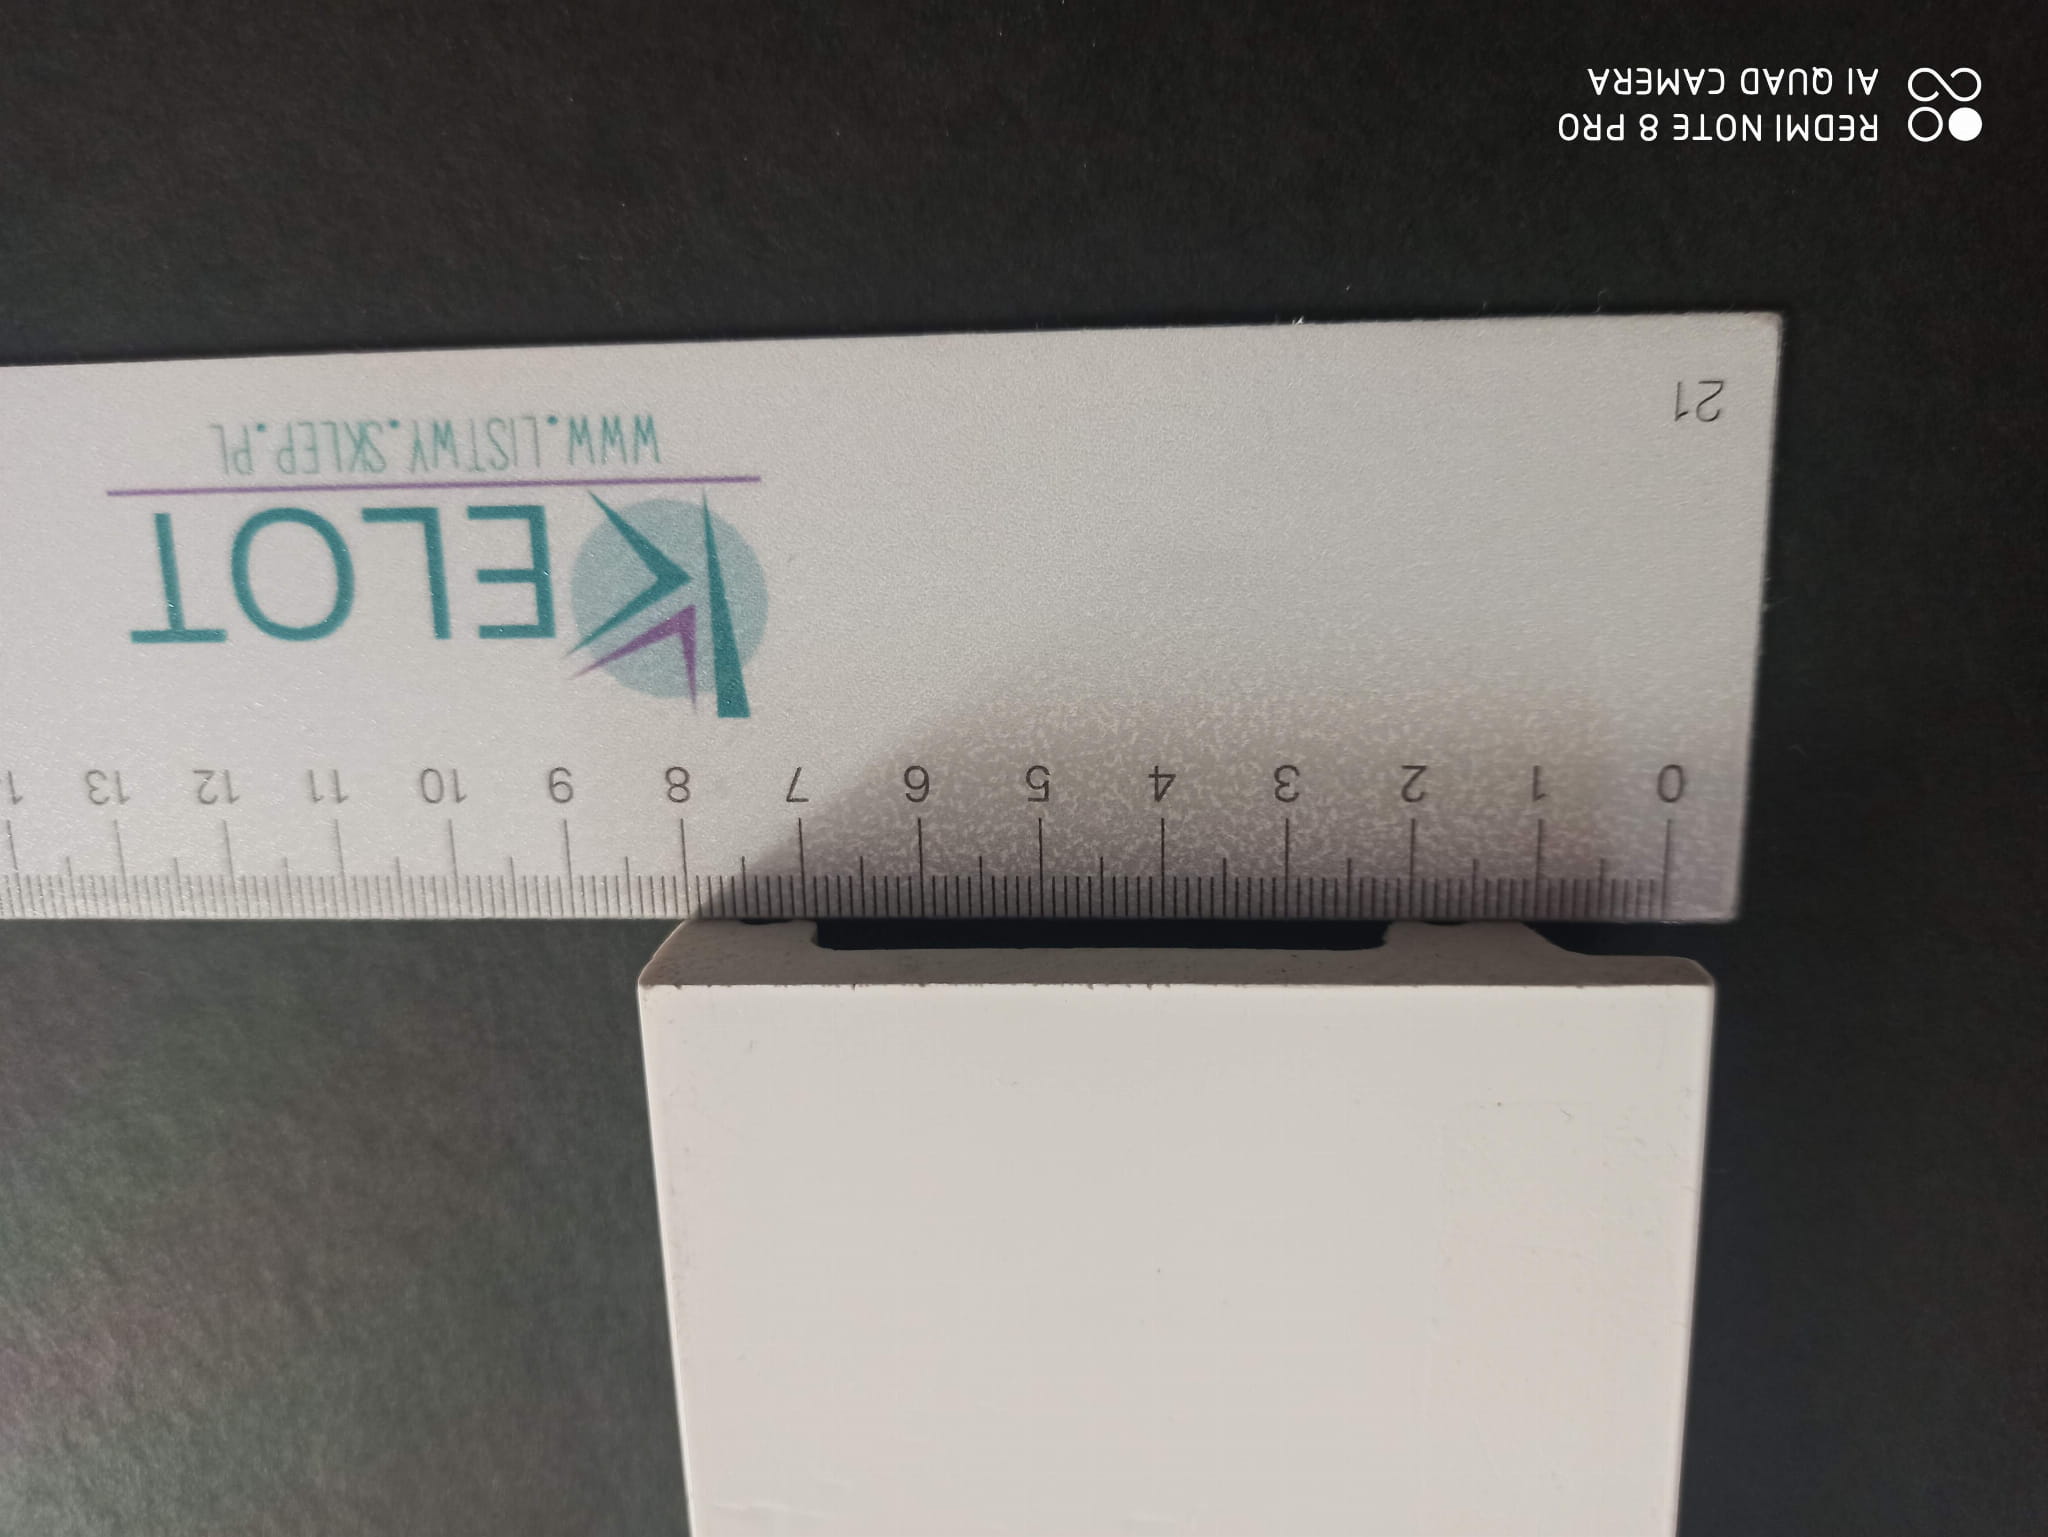 REDMI NOTE 8 PRO
AI QUAD CAMERA
0 1 2 3 4 5 6 7 8 9 10 11 12 13
KELOT
WWW.LISTWY.SKLEP.PL
21